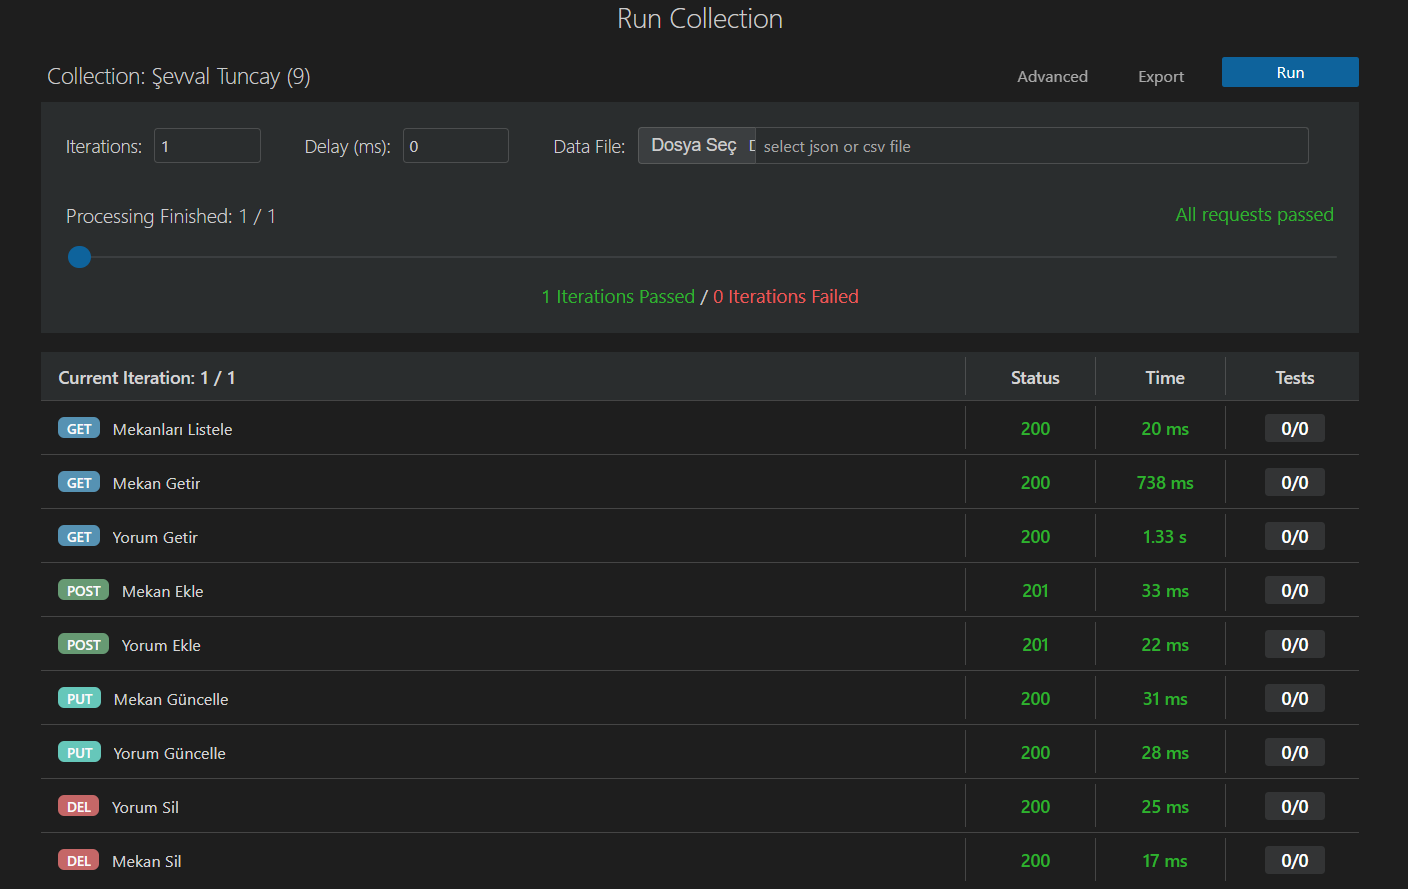 Run Collection
Collection: Şevval Tuncay (9) Advanced Export Run
Iterations: 1 Delay (ms): 0 Data File: Dosya Seç select json or csv file
Processing Finished: 1 / 1 All requests passed
1 Iterations Passed / 0 Iterations Failed
Current Iteration: 1 / 1 Status Time Tests
GET Mekanları Listele 200 20 ms 0/0
GET Mekan Getir 200 738 ms 0/0
GET Yorum Getir 200 1.33 s 0/0
POST Mekan Ekle 201 33 ms 0/0
POST Yorum Ekle 201 22 ms 0/0
PUT Mekan Güncelle 200 31 ms 0/0
PUT Yorum Güncelle 200 28 ms 0/0
DEL Yorum Sil 200 25 ms 0/0
DEL Mekan Sil 200 17 ms 0/0